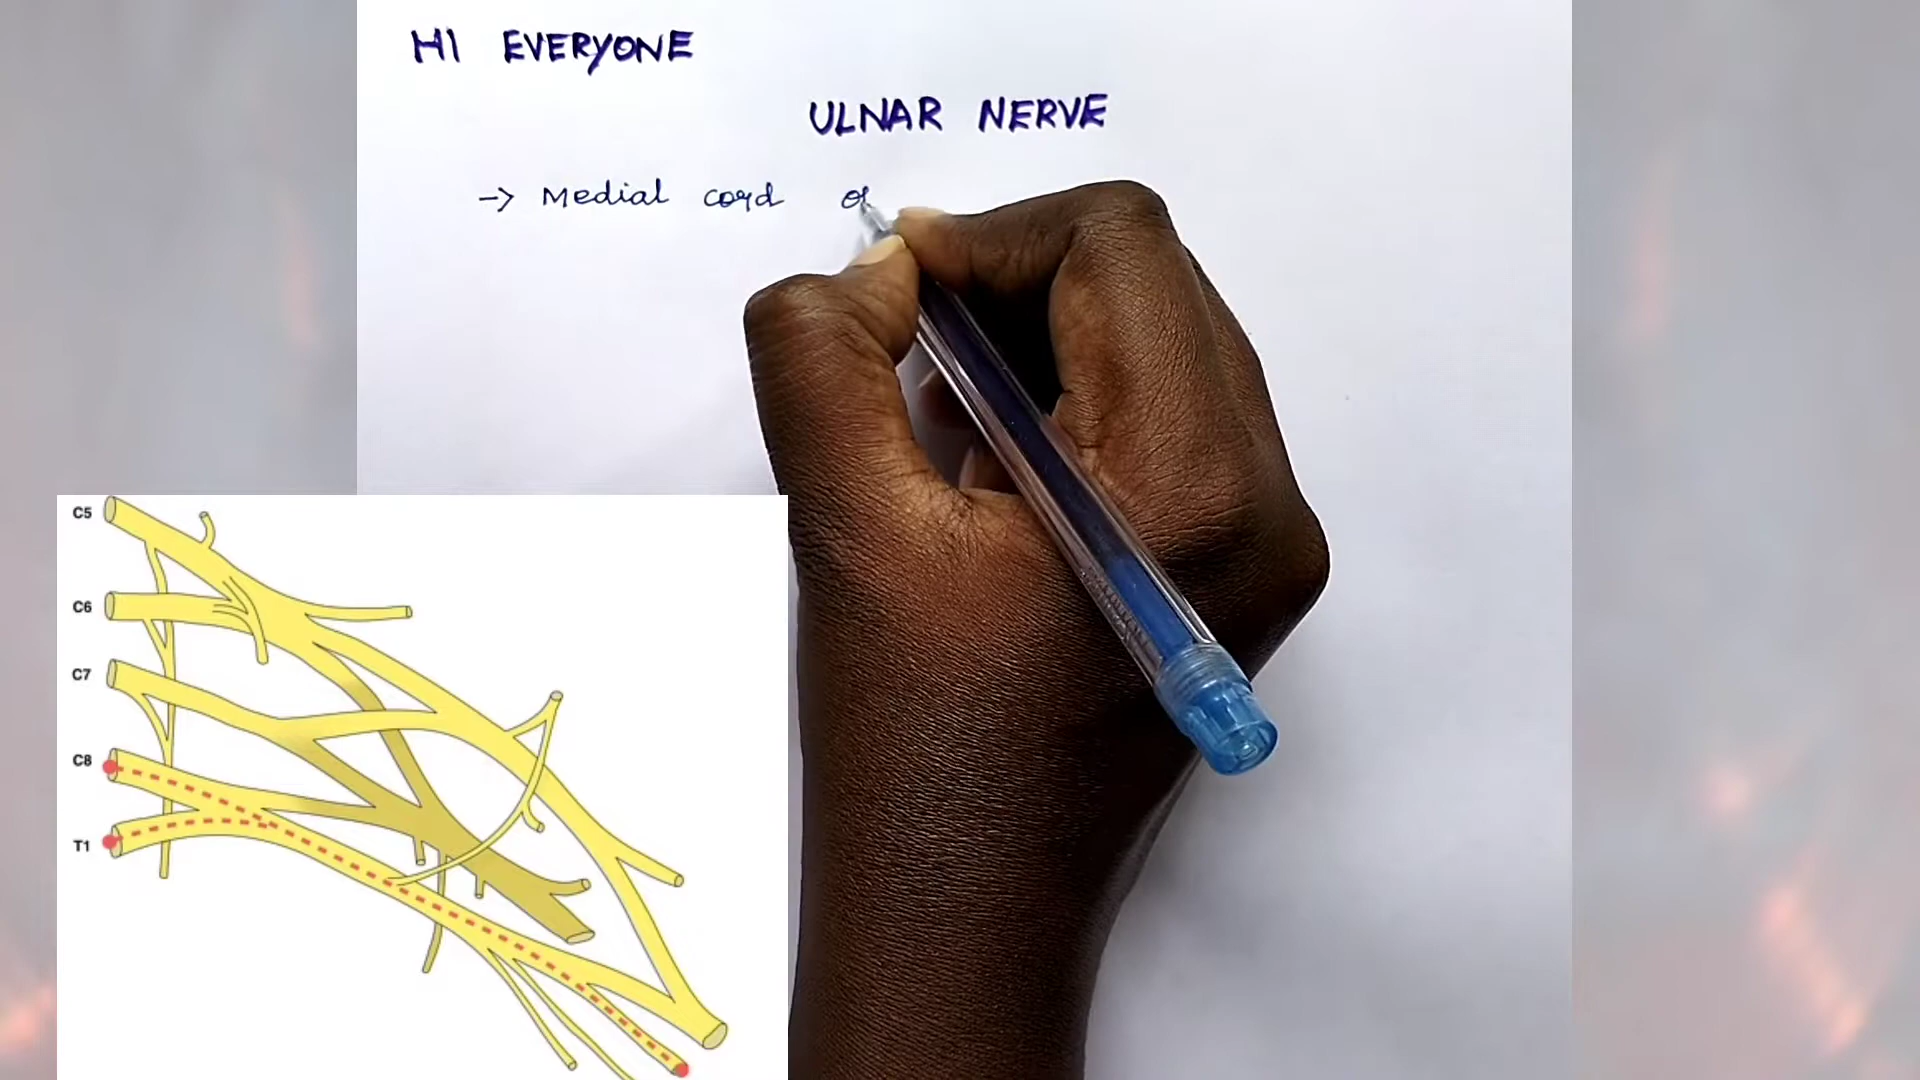 HI EVERYONE
ULNAR NERVE
-> Medial cord of
C5
C6
C7
C8
T1